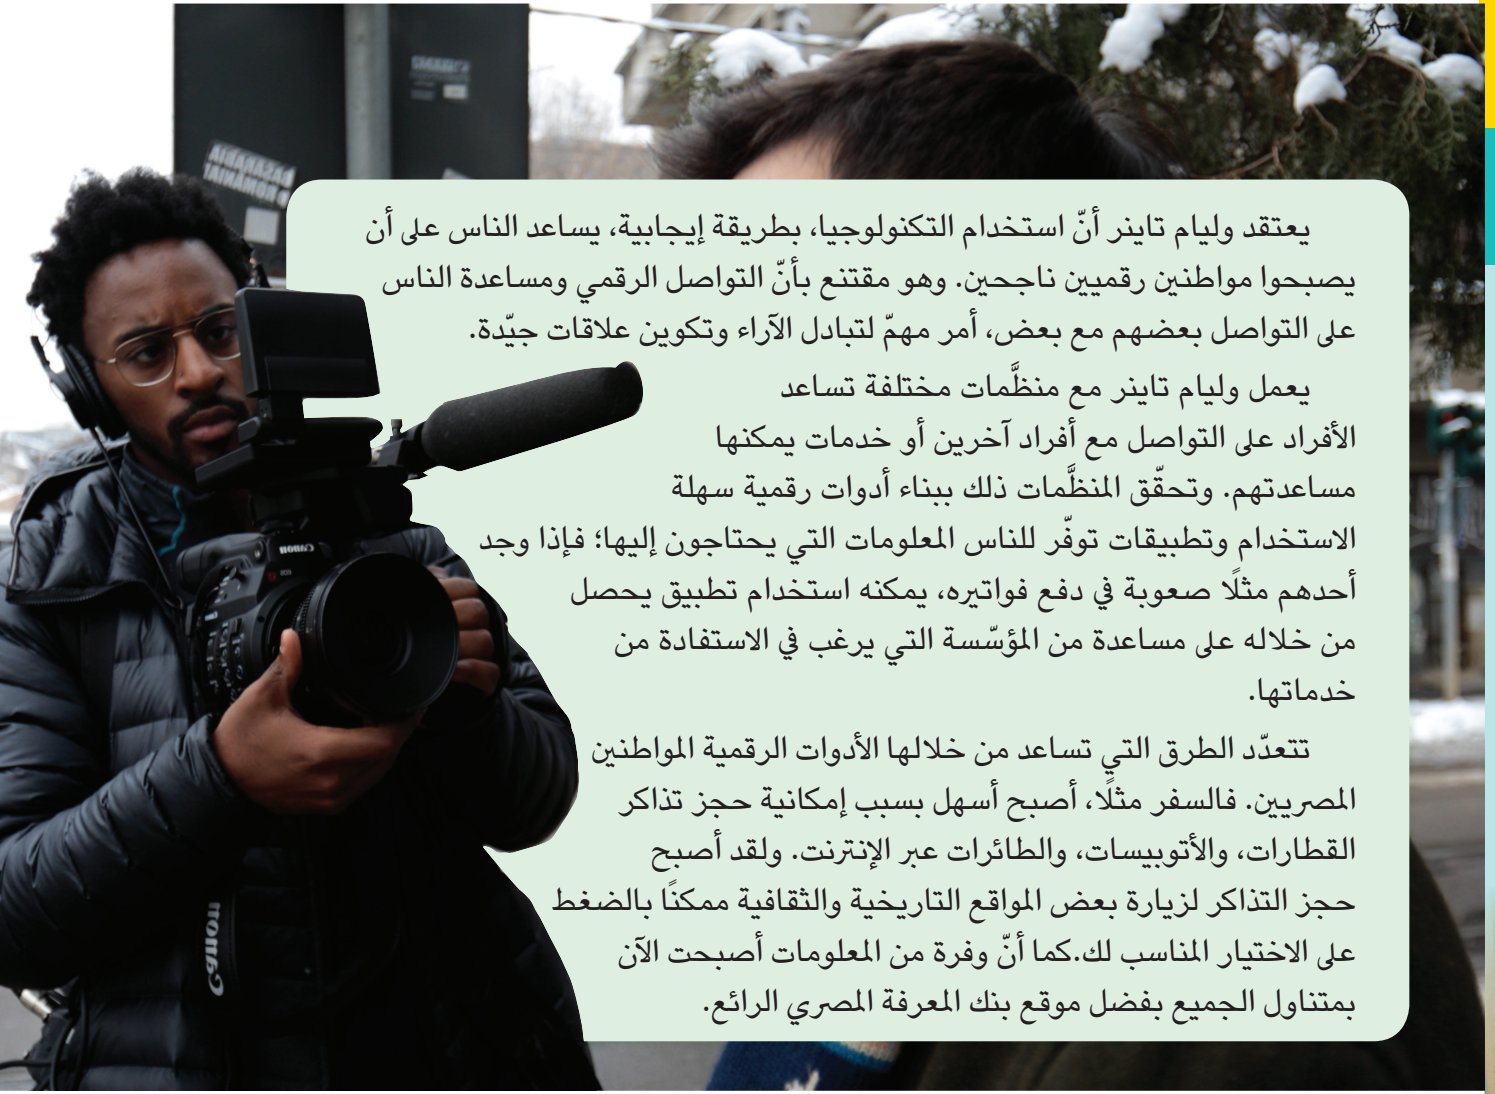 يعتقد وليام تاينر أنّ استخدام التكنولوجيا، بطريقة إيجابية، يساعد الناس على أن
يصبحوا مواطنين رقميين ناجحين. وهو مقتنع بأنّ التواصل الرقمي ومساعدة الناس
على التواصل بعضهم مع بعض، أمر مهمّ لتبادل الآراء وتكوين علاقات جيّدة.
يعمل وليام تاينر مع منظَّمات مختلفة تساعد
الأفراد على التواصل مع أفراد آخرين أو خدمات يمكنها
مساعدتهم. وتحقّق المنظَّمات ذلك ببناء أدوات رقمية سهلة
الاستخدام وتطبيقات توفّر للناس المعلومات التي يحتاجون إليها؛ فإذا وجد
أحدهم مثلًا صعوبة في دفع فواتيره، يمكنه استخدام تطبيق يحصل
من خلاله على مساعدة من المؤسّسة التي يرغب في الاستفادة من
خدماتها.
تتعدّد الطرق التي تساعد من خلالها الأدوات الرقمية المواطنين
المصريين. فالسفر مثلًا، أصبح أسهل بسبب إمكانية حجز تذاكر
القطارات، والأتوبيسات، والطائرات عبر الإنترنت. ولقد أصبح
حجز التذاكر لزيارة بعض المواقع التاريخية والثقافية ممكنًا بالضغط
على الاختيار المناسب لك.كما أنّ وفرة من المعلومات أصبحت الآن
بمتناول الجميع بفضل موقع بنك المعرفة المصري الرائع.
Canon
Canon